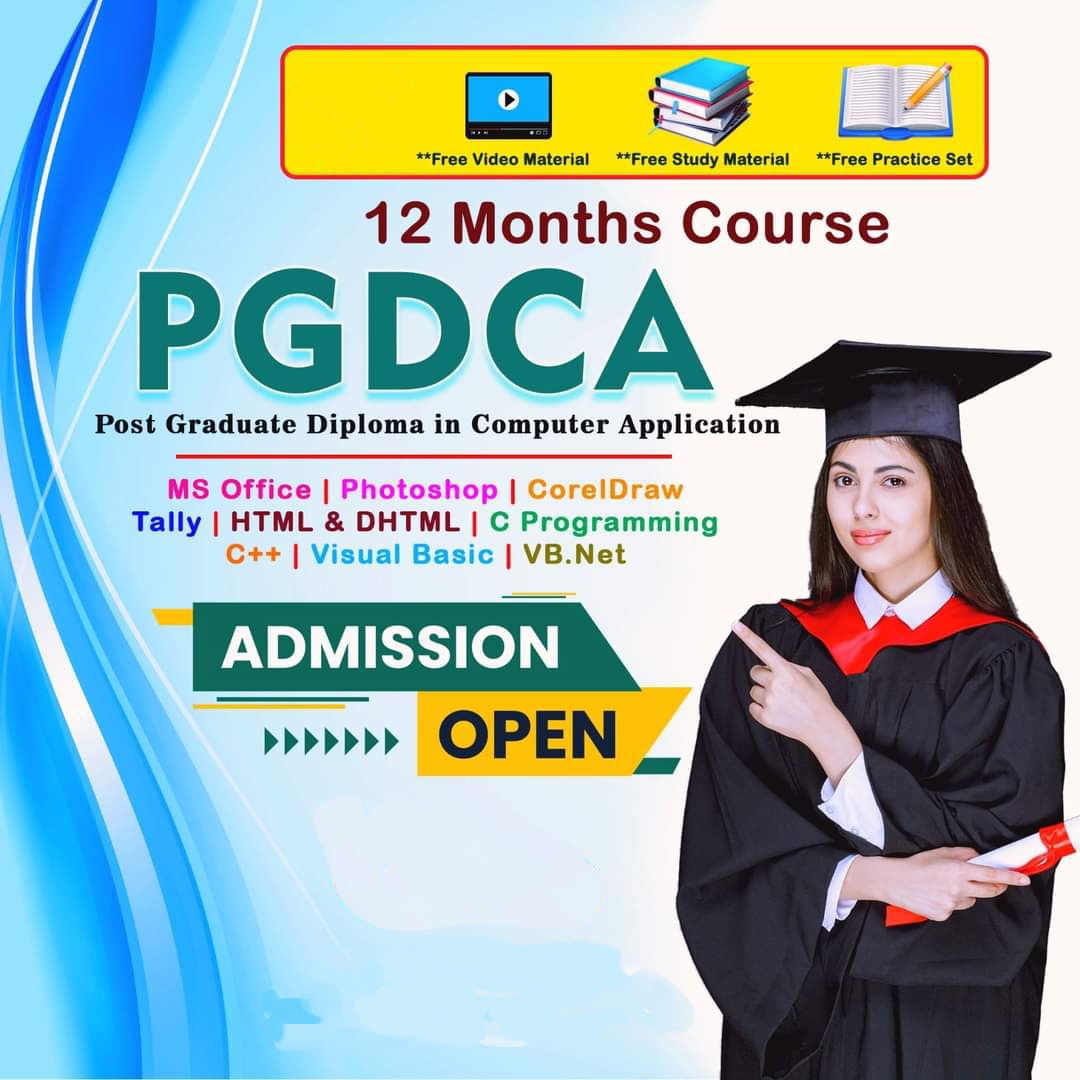 **Free Video Material **Free Study Material **Free Practice Set
12 Months Course
PGDCA
Post Graduate Diploma in Computer Application
MS Office | Photoshop | CorelDraw
Tally | HTML & DHTML | C Programming
C++ | Visual Basic | VB.Net
ADMISSION
OPEN